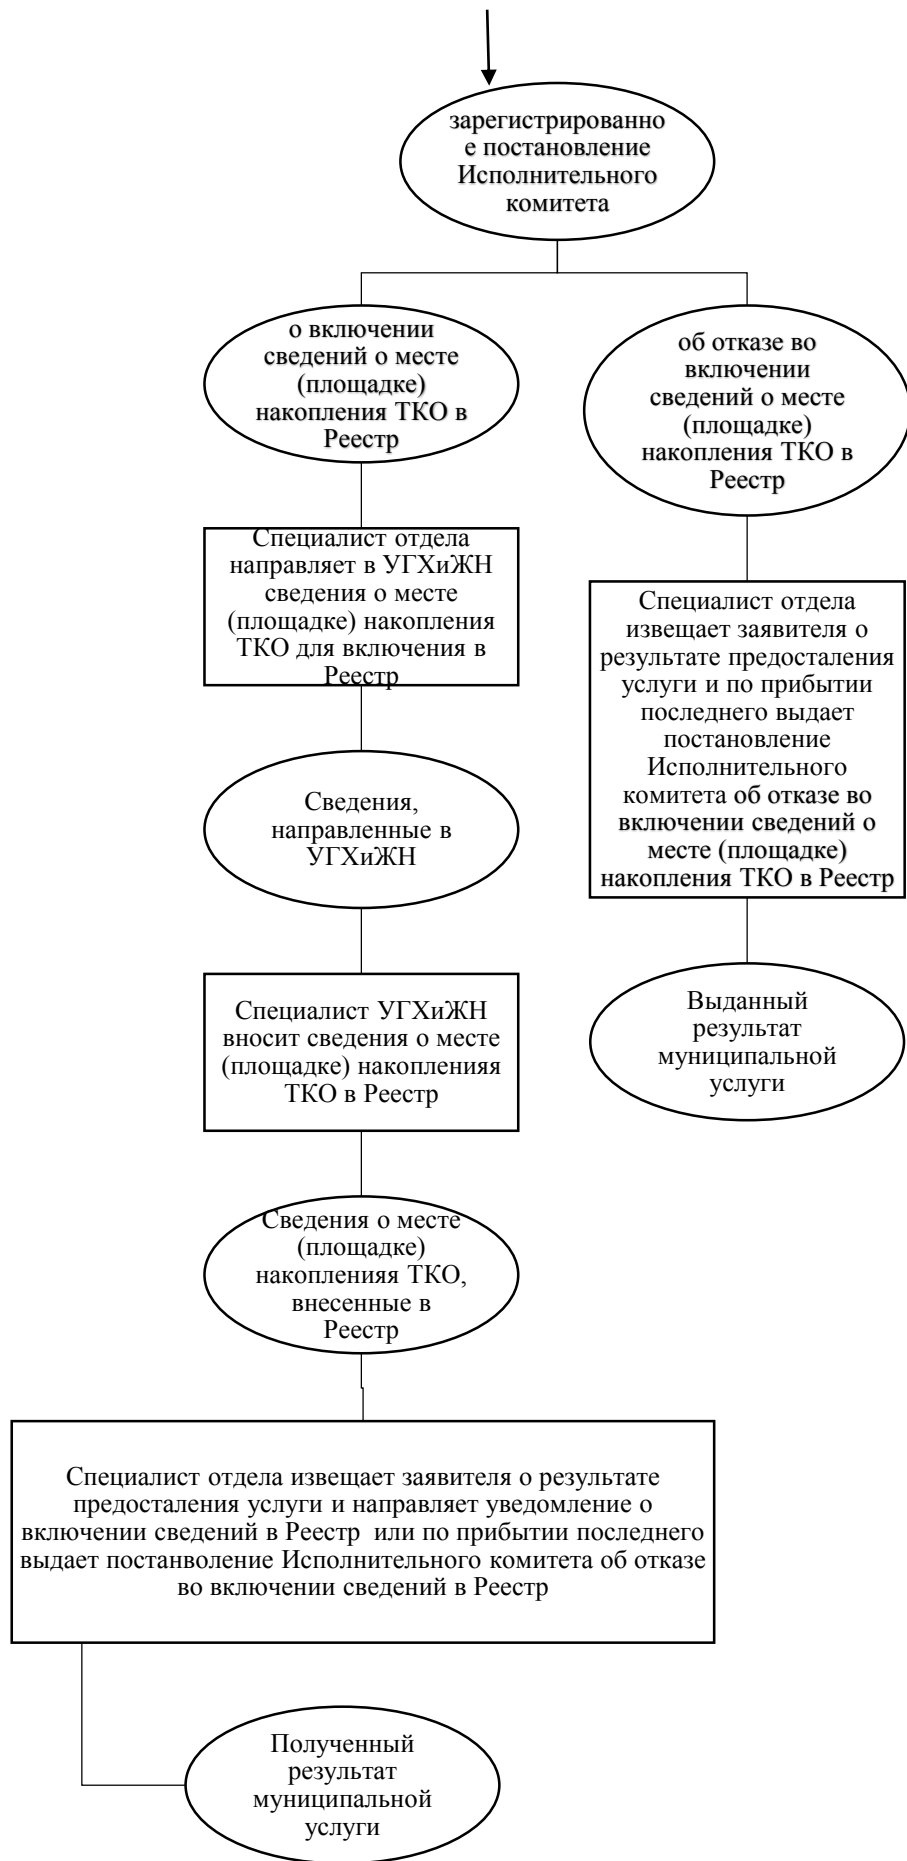 зарегистрированно
е постановление
Исполнительного
комитета
о включении
сведений о месте
(площадке)
накопления ТКО в
Реестр
об отказе во
включении
сведений о месте
(площадке)
накопления ТКО в
Реестр
Специалист отдела
направляет в УГХиЖН
сведения о месте
(площадке) накопления
ТКО для включения в
Реестр
Специалист отдела
извещает заявителя о
результате предосталения
услуги и по прибытии
последнего выдает
постановление
Исполнительного
комитета об отказе во
включении сведений о
месте (площадке)
накопления ТКО в Реестр
Сведения,
направленные в
УГХиЖН
Специалист УГХиЖН
вносит сведения о месте
(площадке) накопленияя
ТКО в Реестр
Выданный
результат
муниципальной
услуги
Сведения о месте
(площадке)
накопленияя ТКО,
внесенные в
Реестр
Специалист отдела извещает заявителя о результате
предосталения услуги и направляет уведомление о
включении сведений в Реестр  или по прибытии последнего
выдает постанволение Исполнительного комитета об отказе
во включении сведений в Реестр
Полученный
результат
муниципальной
услуги